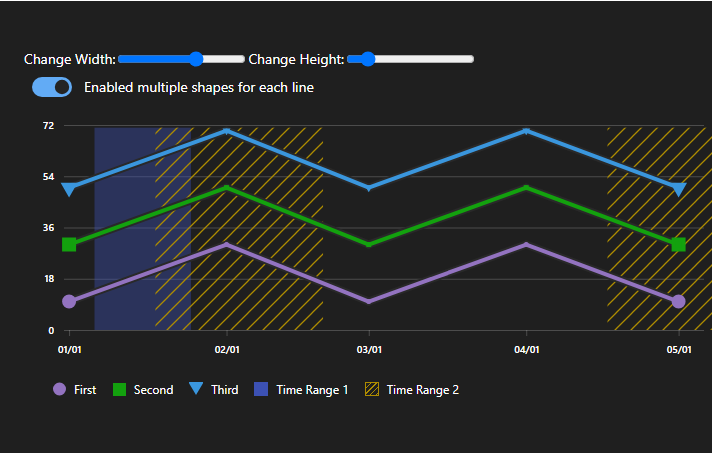 Change Width: Change Height:
Enabled multiple shapes for each line
72
54
36
18
0
01/01 02/01 03/01 04/01 05/01
First Second Third Time Range 1 Time Range 2